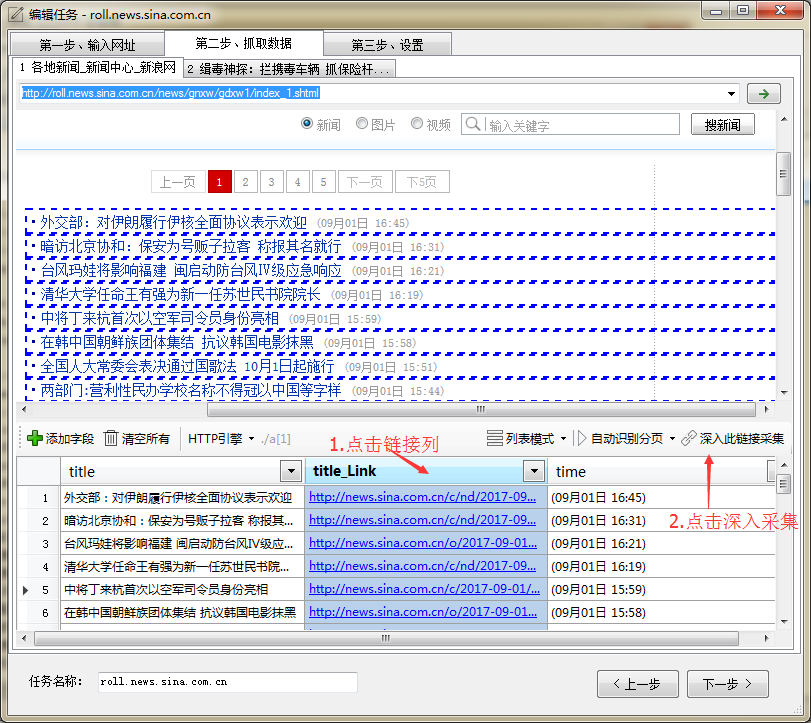 编辑任务 - roll.news.sina.com.cn
第一步、输入网址 第二步、抓取数据 第三步、设置
1 各地新闻_新闻中心_新浪网 2 缉毒神探：拦携毒车辆 抓保险杆...
http://roll.news.sina.com.cn/news/gnxw/gdxw1/index_1.shtml
新闻 图片 视频 输入关键字 搜新闻
上一页 1 2 3 4 5 下一页 下5页
外交部：对伊朗履行伊核全面协议表示欢迎 (09月01日 16:45)
暗访北京协和：保安为号贩子拉客 称报其名就行 (09月01日 16:31)
台风玛娃将影响福建 闽启动防台风Ⅳ级应急响应 (09月01日 16:21)
清华大学任命王有强为新一任苏世民书院院长 (09月01日 16:19)
中将丁来杭首次以空军司令员身份亮相 (09月01日 15:59)
在韩中国朝鲜族团体集结 抗议韩国电影抹黑 (09月01日 15:58)
全国人大常委会表决通过国歌法 10月1日起施行 (09月01日 15:51)
两部门:营利性民办学校名称不得冠以中国等字样 (09月01日 15:44)
添加字段 清空所有 HTTP引擎 ./a[1] 1.点击链接列 列表模式 自动识别分页 深入此链接采集
title title_Link time
1 外交部：对伊朗履行伊核全面协议表示欢迎 http://news.sina.com.cn/c/nd/2017-09... (09月01日 16:45)
2 暗访北京协和：保安为号贩子拉客 称报其... http://news.sina.com.cn/c/nd/2017-09... (09月01日 16:31)
2.点击深入采集
3 台风玛娃将影响福建 闽启动防台风Ⅳ级应... http://news.sina.com.cn/o/2017-09-01... (09月01日 16:21)
4 清华大学任命王有强为新一任苏世民书院... http://news.sina.com.cn/c/nd/2017-09... (09月01日 16:19)
5 中将丁来杭首次以空军司令员身份亮相 http://news.sina.com.cn/c/2017-09-01/... (09月01日 15:59)
6 在韩中国朝鲜族团体集结 抗议韩国电影抹黑 http://news.sina.com.cn/o/2017-09-01... (09月01日 15:58)
任务名称： roll.news.sina.com.cn 上一步 下一步